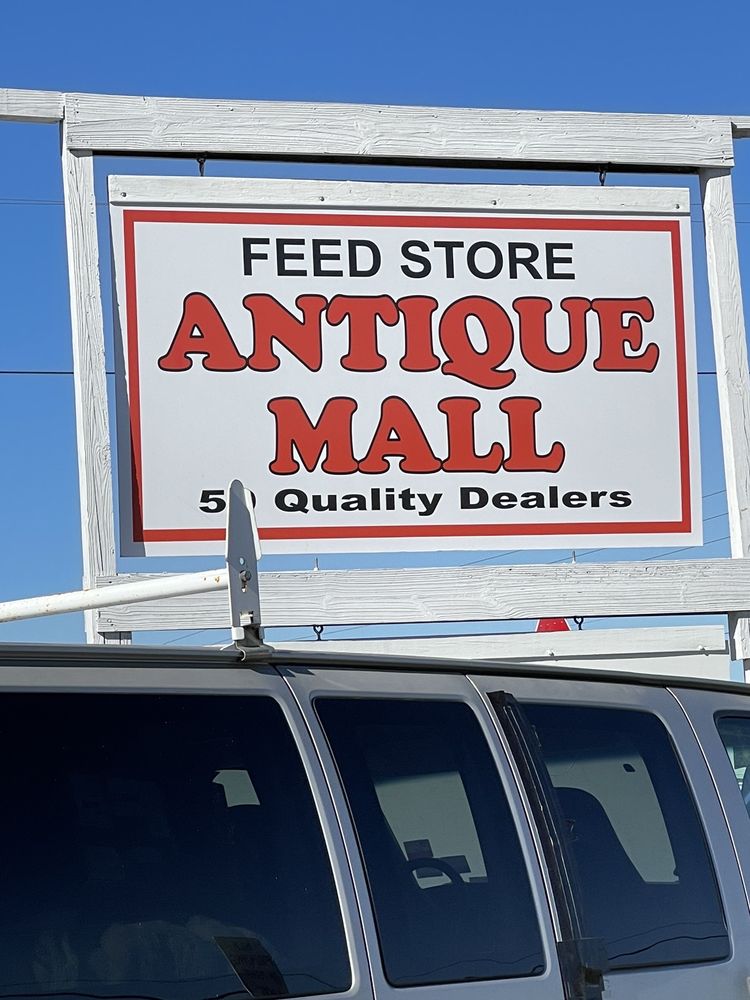 FEED STORE
ANTIQUE
MALL
Quality Dealers